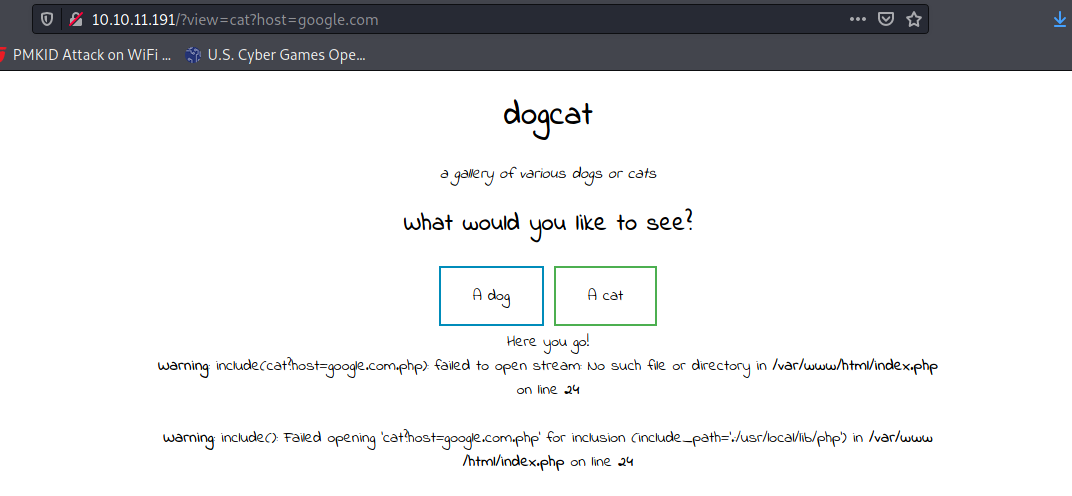 10.10.11.191/?view=cat?host=google.com
PMKID Attack on WiFi ... U.S. Cyber Games Ope...
dogcat
a gallery of various dogs or cats
What would you like to see?
A dog A cat
Here you go!
Warning: include(cat?host=google.com.php): failed to open stream: No such file or directory in /var/www/html/index.php
on line 24
Warning: include(): Failed opening 'cat?host=google.com.php' for inclusion (include_path='.:/usr/local/lib/php') in /var/www
/html/index.php on line 24